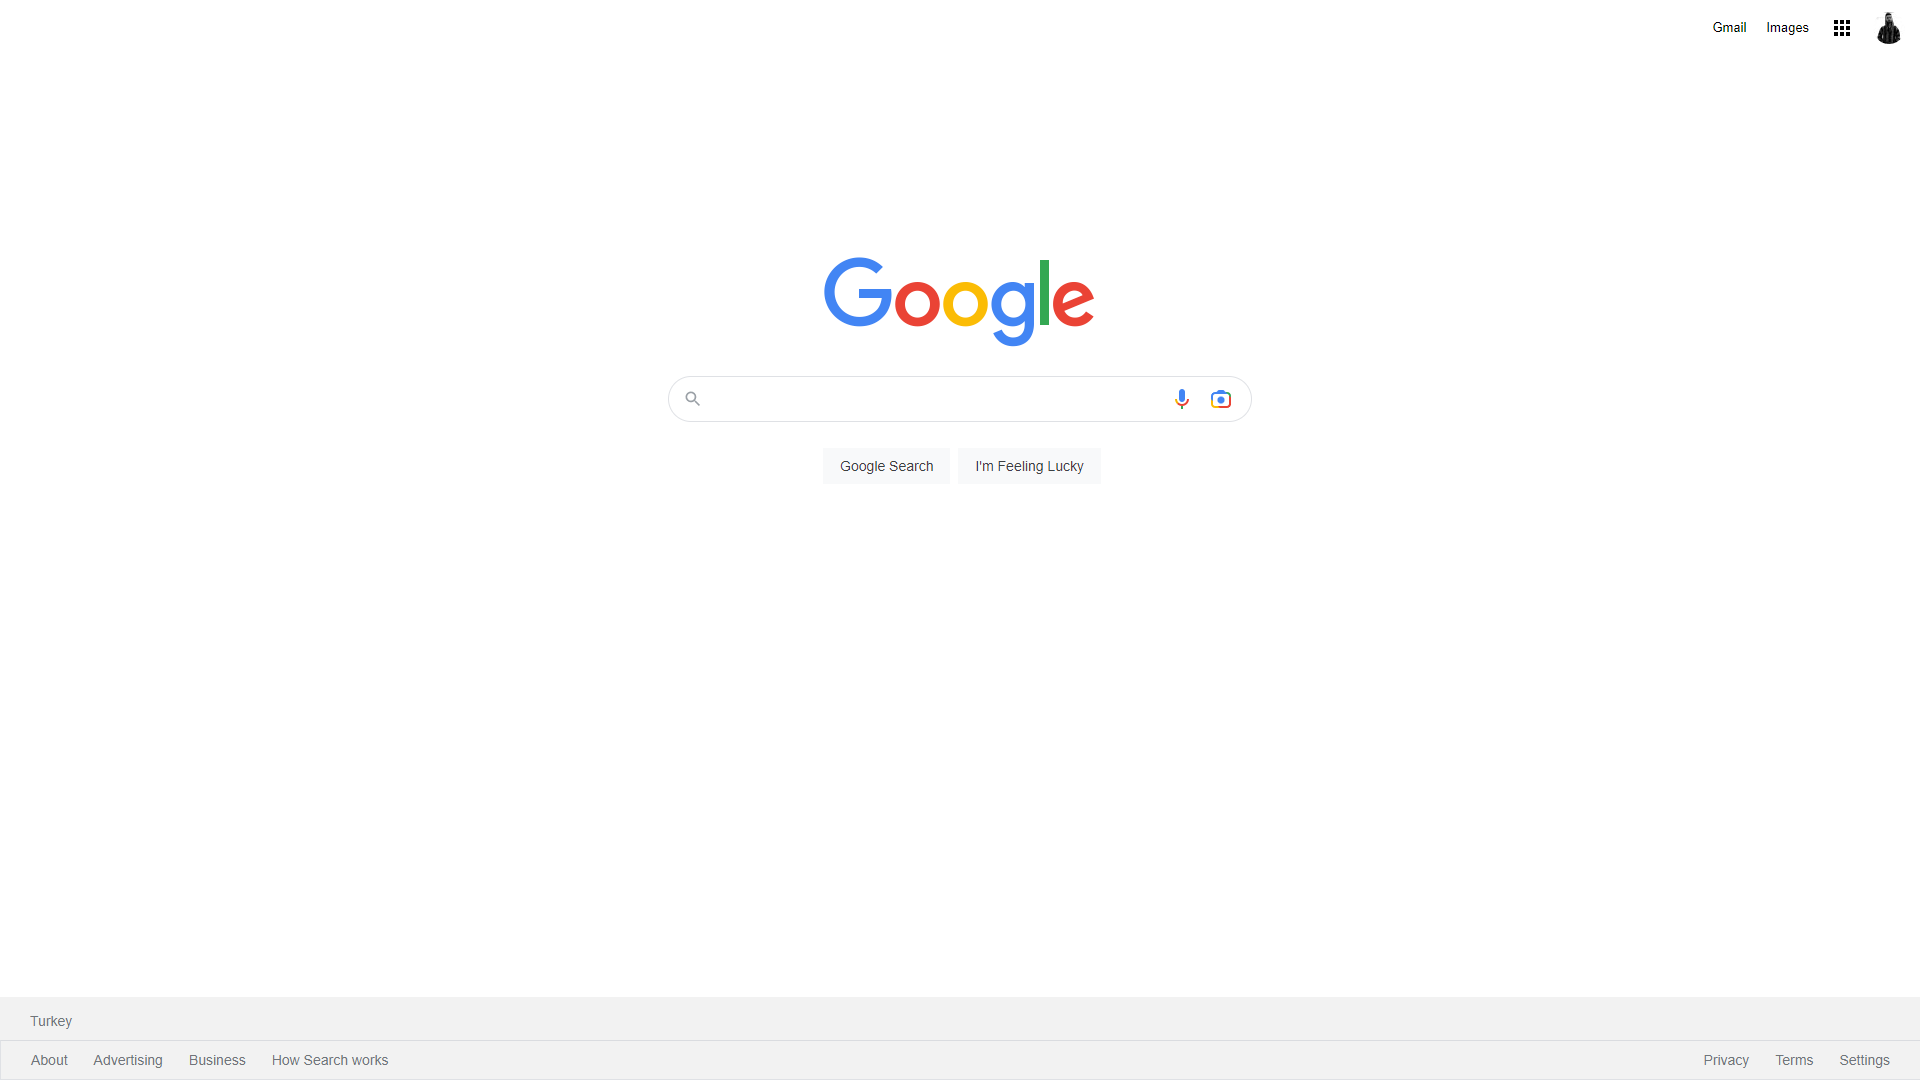 Gmail Images
Google
Google Search I'm Feeling Lucky
Turkey
About Advertising Business How Search works Privacy Terms Settings